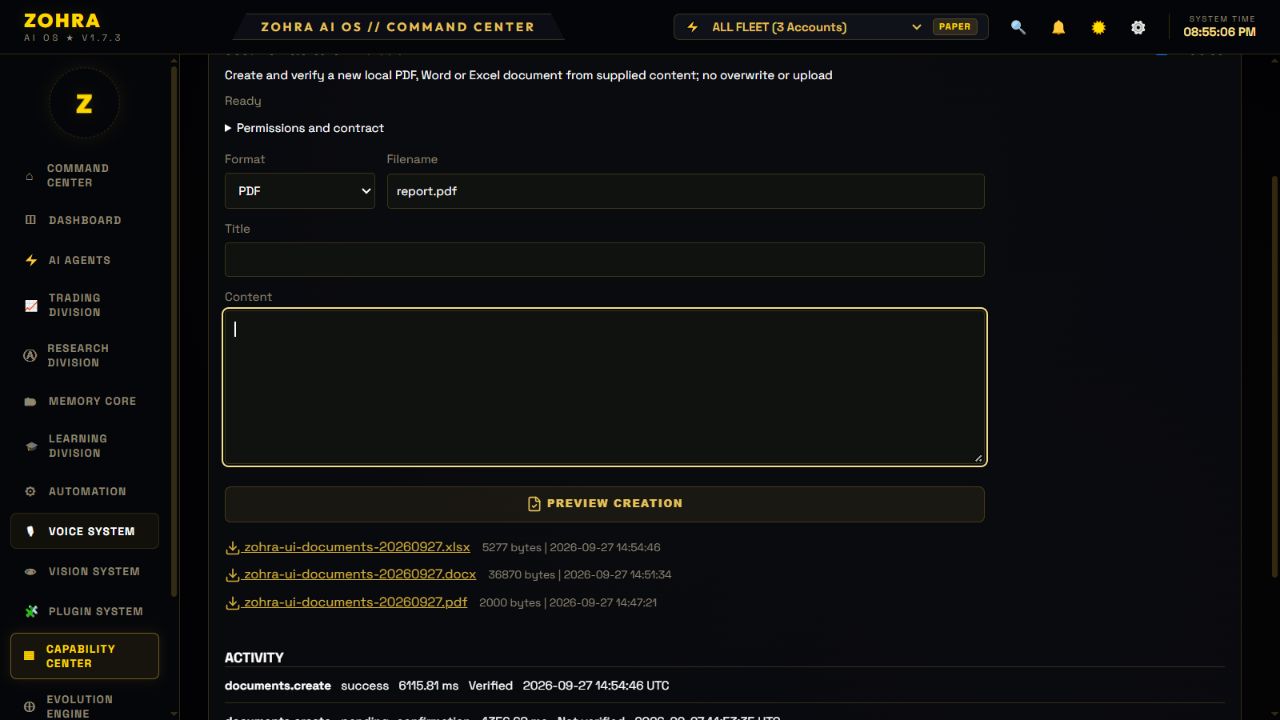 ZOHRA
AI OS ★ V1.7.3
ZOHRA AI OS // COMMAND CENTER
ALL FLEET (3 Accounts)
PAPER
SYSTEM TIME
08:55:06 PM
Z
COMMAND
CENTER
DASHBOARD
AI AGENTS
TRADING
DIVISION
RESEARCH
DIVISION
MEMORY CORE
LEARNING
DIVISION
AUTOMATION
VOICE SYSTEM
VISION SYSTEM
PLUGIN SYSTEM
CAPABILITY
CENTER
EVOLUTION
ENGINE
Create and verify a new local PDF, Word or Excel document from supplied content; no overwrite or upload
Ready
Permissions and contract
Format
Filename
PDF
report.pdf
Title
Content
PREVIEW CREATION
zohra-ui-documents-20260927.xlsx 5277 bytes | 2026-09-27 14:54:46
zohra-ui-documents-20260927.docx 36870 bytes | 2026-09-27 14:51:34
zohra-ui-documents-20260927.pdf 2000 bytes | 2026-09-27 14:47:21
ACTIVITY
documents.create success 6115.81 ms Verified 2026-09-27 14:54:46 UTC